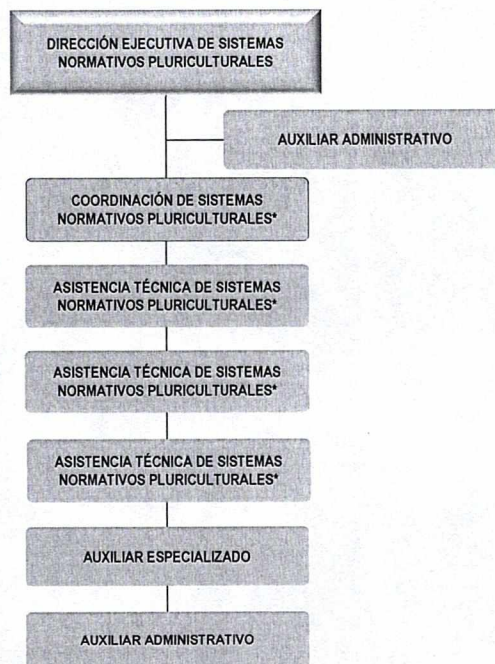 DIRECCIÓN EJECUTIVA DE SISTEMAS
NORMATIVOS PLURICULTURALES
AUXILIAR ADMINISTRATIVO
COORDINACIÓN DE SISTEMAS
NORMATIVOS PLURICULTURALES*
ASISTENCIA TÉCNICA DE SISTEMAS
NORMATIVOS PLURICULTURALES*
ASISTENCIA TÉCNICA DE SISTEMAS
NORMATIVOS PLURICULTURALES*
ASISTENCIA TÉCNICA DE SISTEMAS
NORMATIVOS PLURICULTURALES*
AUXILIAR ESPECIALIZADO
AUXILIAR ADMINISTRATIVO